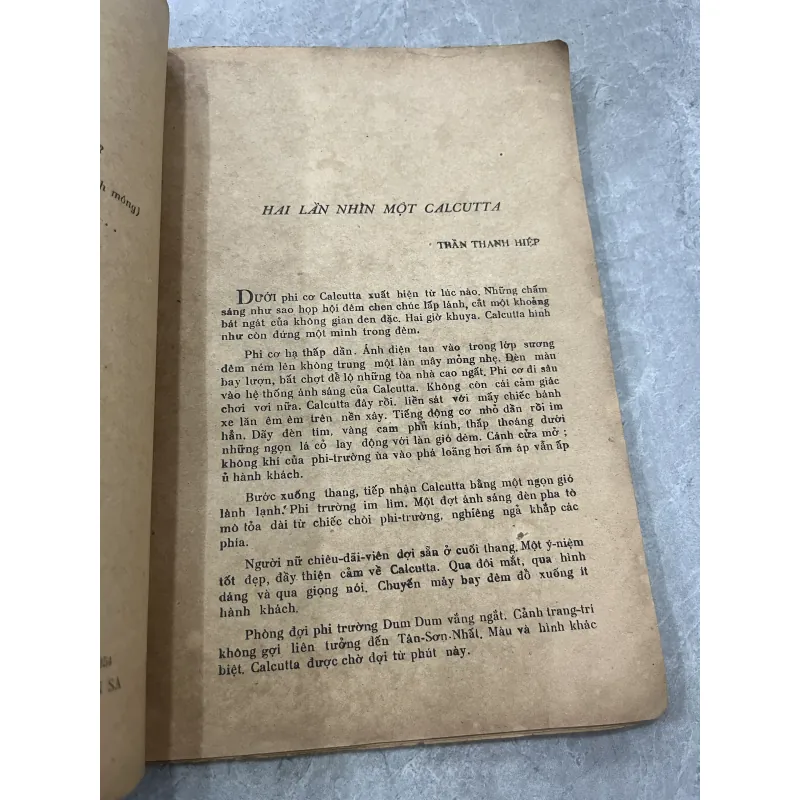 h mỏng)
HAI LẦN NHÌN MỘT CALCUTTA
TRẦN THANH HIỆP
DƯỚI phi cơ Calcutta xuất hiện từ lúc nào. Những chấm
sáng như sao họp hội đêm chen chúc lấp lánh, cắt một khoảng
bát ngát của không gian đen đặc. Hai giờ khuya. Calcutta hình
như còn đứng một mình trong đêm.
Phi cơ hạ thấp dần. Ánh điện tan vào trong lớp sương
đêm ném lên không trung một làn mây mỏng nhẹ. Đèn màu
bay lượn, bắt chợt để lộ những tòa nhà cao ngất. Phi cơ đi sâu
vào hệ thống ánh sáng của Calcutta. Không còn cái cảm giác
chơi vơi nữa. Calcutta đây rồi. liền sát với mấy chiếc bánh
xe lăn êm êm trên nền xây. Tiếng động cơ nhỏ dần rồi im
hẳn. Dãy đèn tím, vàng cam phủ kính, thấp thoáng dưới
những ngọn lá cỏ lay động với làn gió đêm. Cánh cửa mở ;
không khí của phi-trường ùa vào phá loãng hơi ấm áp vẫn ấp
ủ hành khách.
Bước xuống thang, tiếp nhận Calcutta bằng một ngọn gió
lành lạnh. Phi trường im lìm. Một đợt ánh sáng đèn pha tò
mò tỏa dài từ chiếc chòi phi-trường, nghiêng ngả khắp các
phía.
Người nữ chiêu-đãi-viên đợi sẵn ở cuối thang. Một ý-niệm
tốt đẹp, đầy thiện cảm về Calcutta. Qua đôi mắt, qua hình
dáng và qua giọng nói. Chuyến máy bay đêm đổ xuống ít
hành khách.
Phòng đợi phi trường Dum Dum vắng ngắt. Cảnh trang-trí
không gợi liên tưởng đến Tân-Sơn-Nhất. Màu và hình khác
biệt. Calcutta được chờ đợi từ phút này.